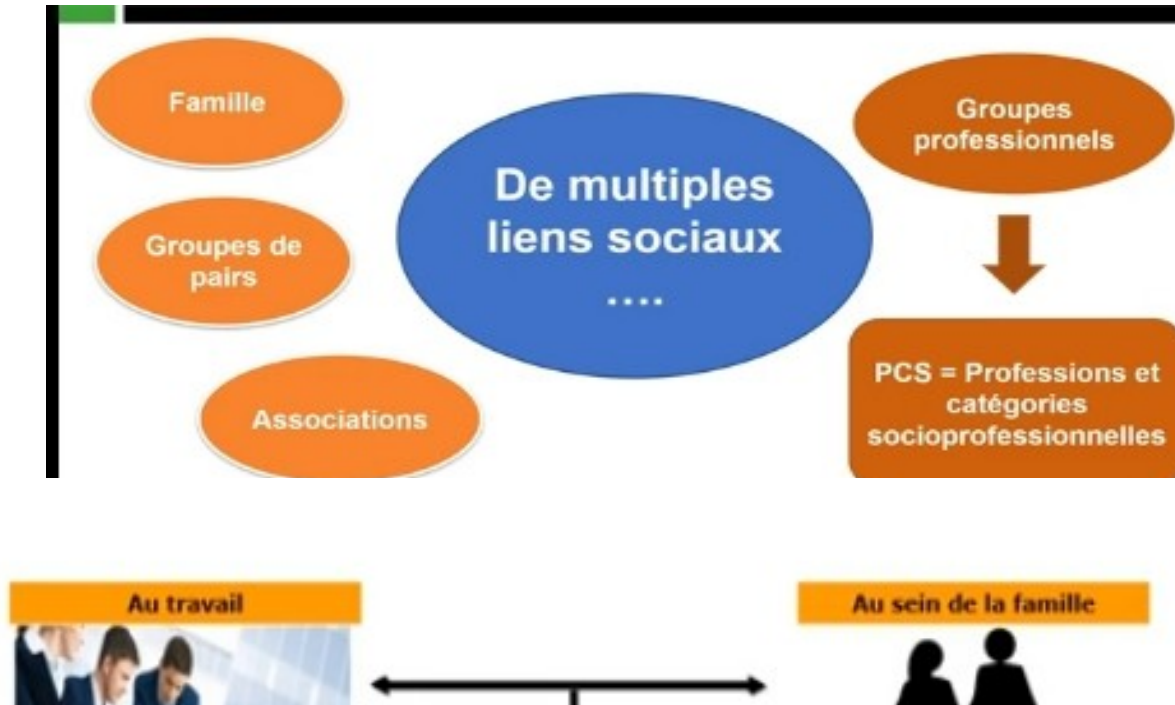 Famille
Groupes de
pairs
Associations
De multiples
liens sociaux
....
Groupes
professionnels
PCS = Professions et
catégories
socioprofessionnelles
Au travail
Au sein de la famille